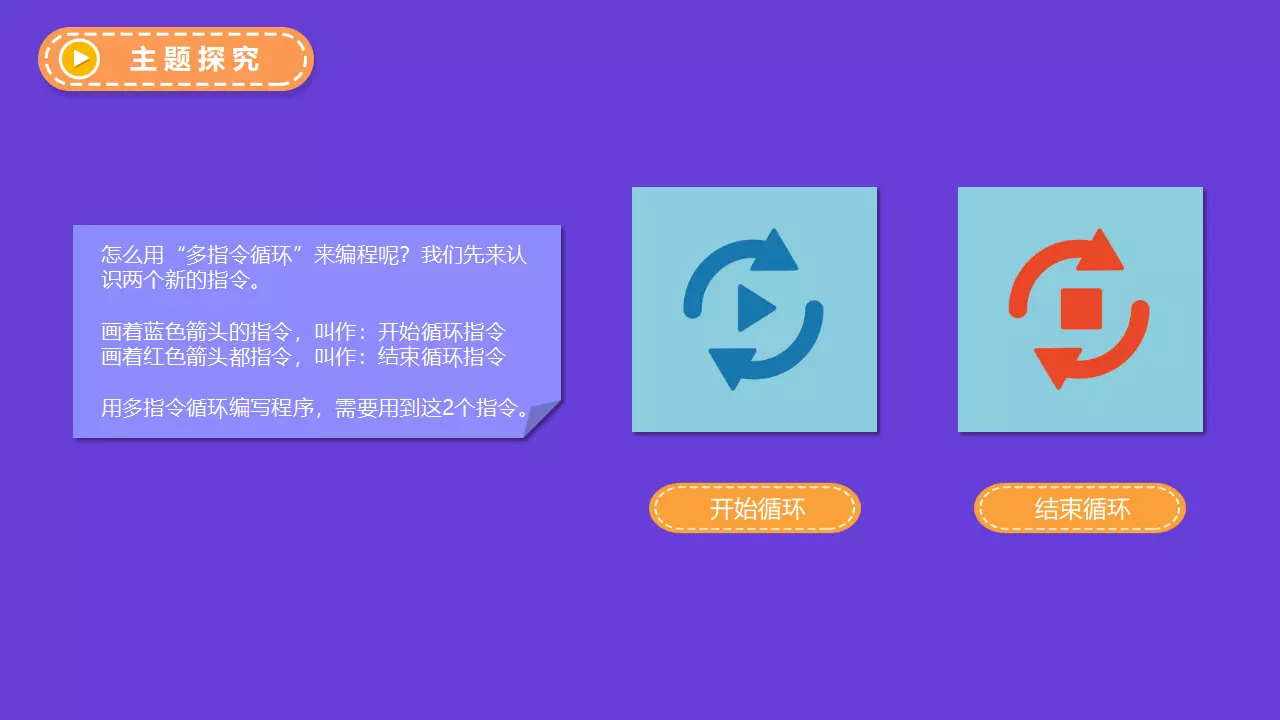 主题探究
怎么用“多指令循环”来编程呢？我们先来认
识两个新的指令。
画着蓝色箭头的指令，叫作：开始循环指令
画着红色箭头都指令，叫作：结束循环指令
用多指令循环编写程序，需要用到这2个指令。
开始循环
结束循环